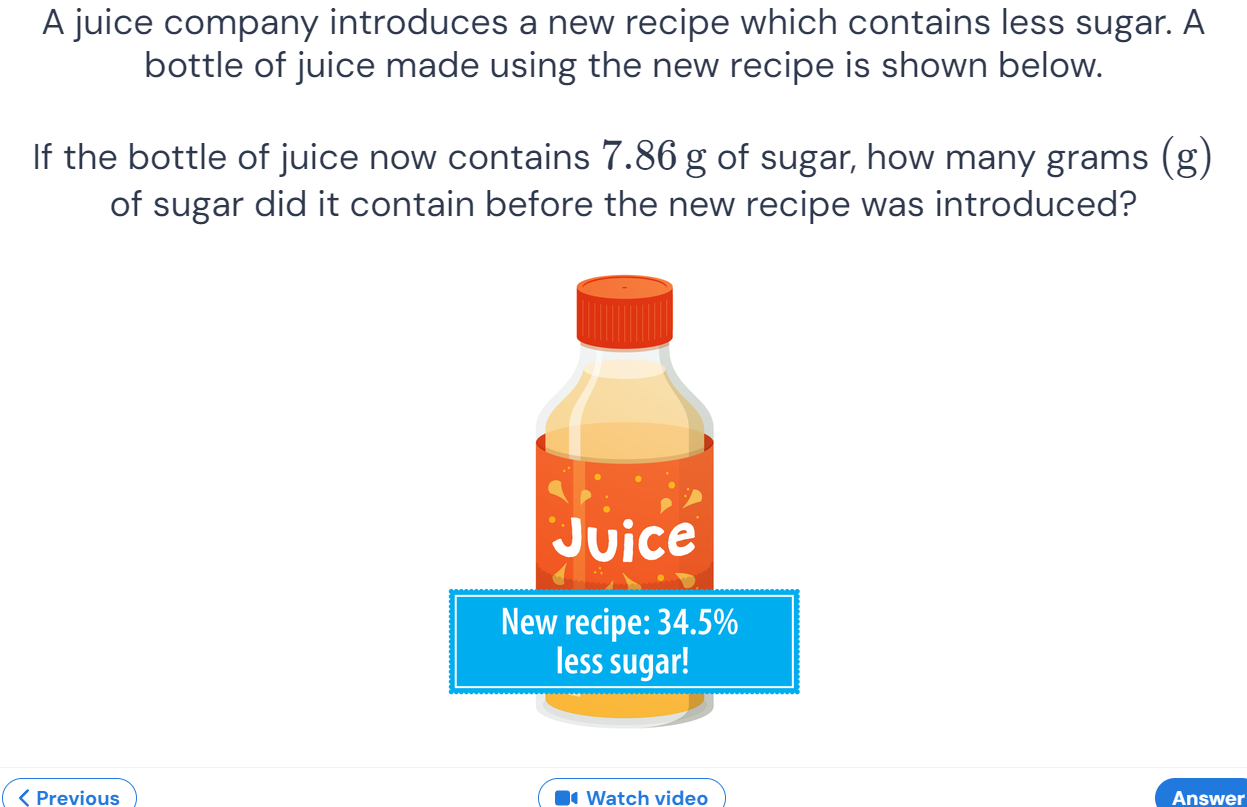 A juice company introduces a new recipe which contains less sugar. A
bottle of juice made using the new recipe is shown below.
If the bottle of juice now contains 7.86 g of sugar, how many grams (g)
of sugar did it contain before the new recipe was introduced?
Juice
New recipe: 34.5%
less sugar!
Previous
Watch video
Answer